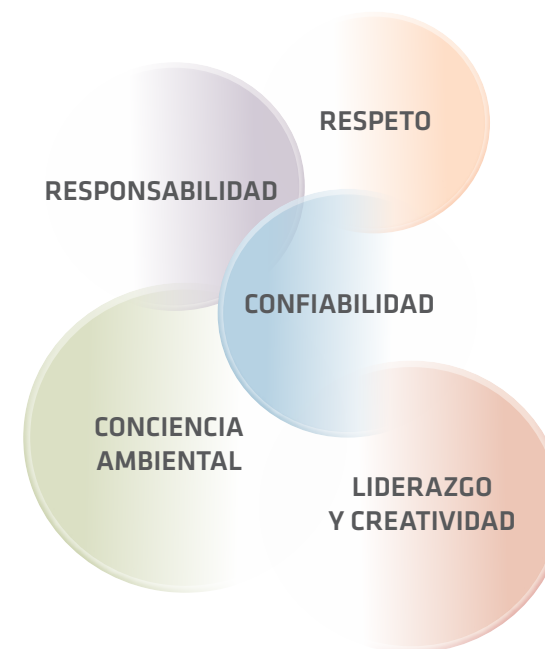 RESPETO
RESPONSABILIDAD
CONFIABILIDAD
CONCIENCIA
AMBIENTAL
LIDERAZGO
Y CREATIVIDAD